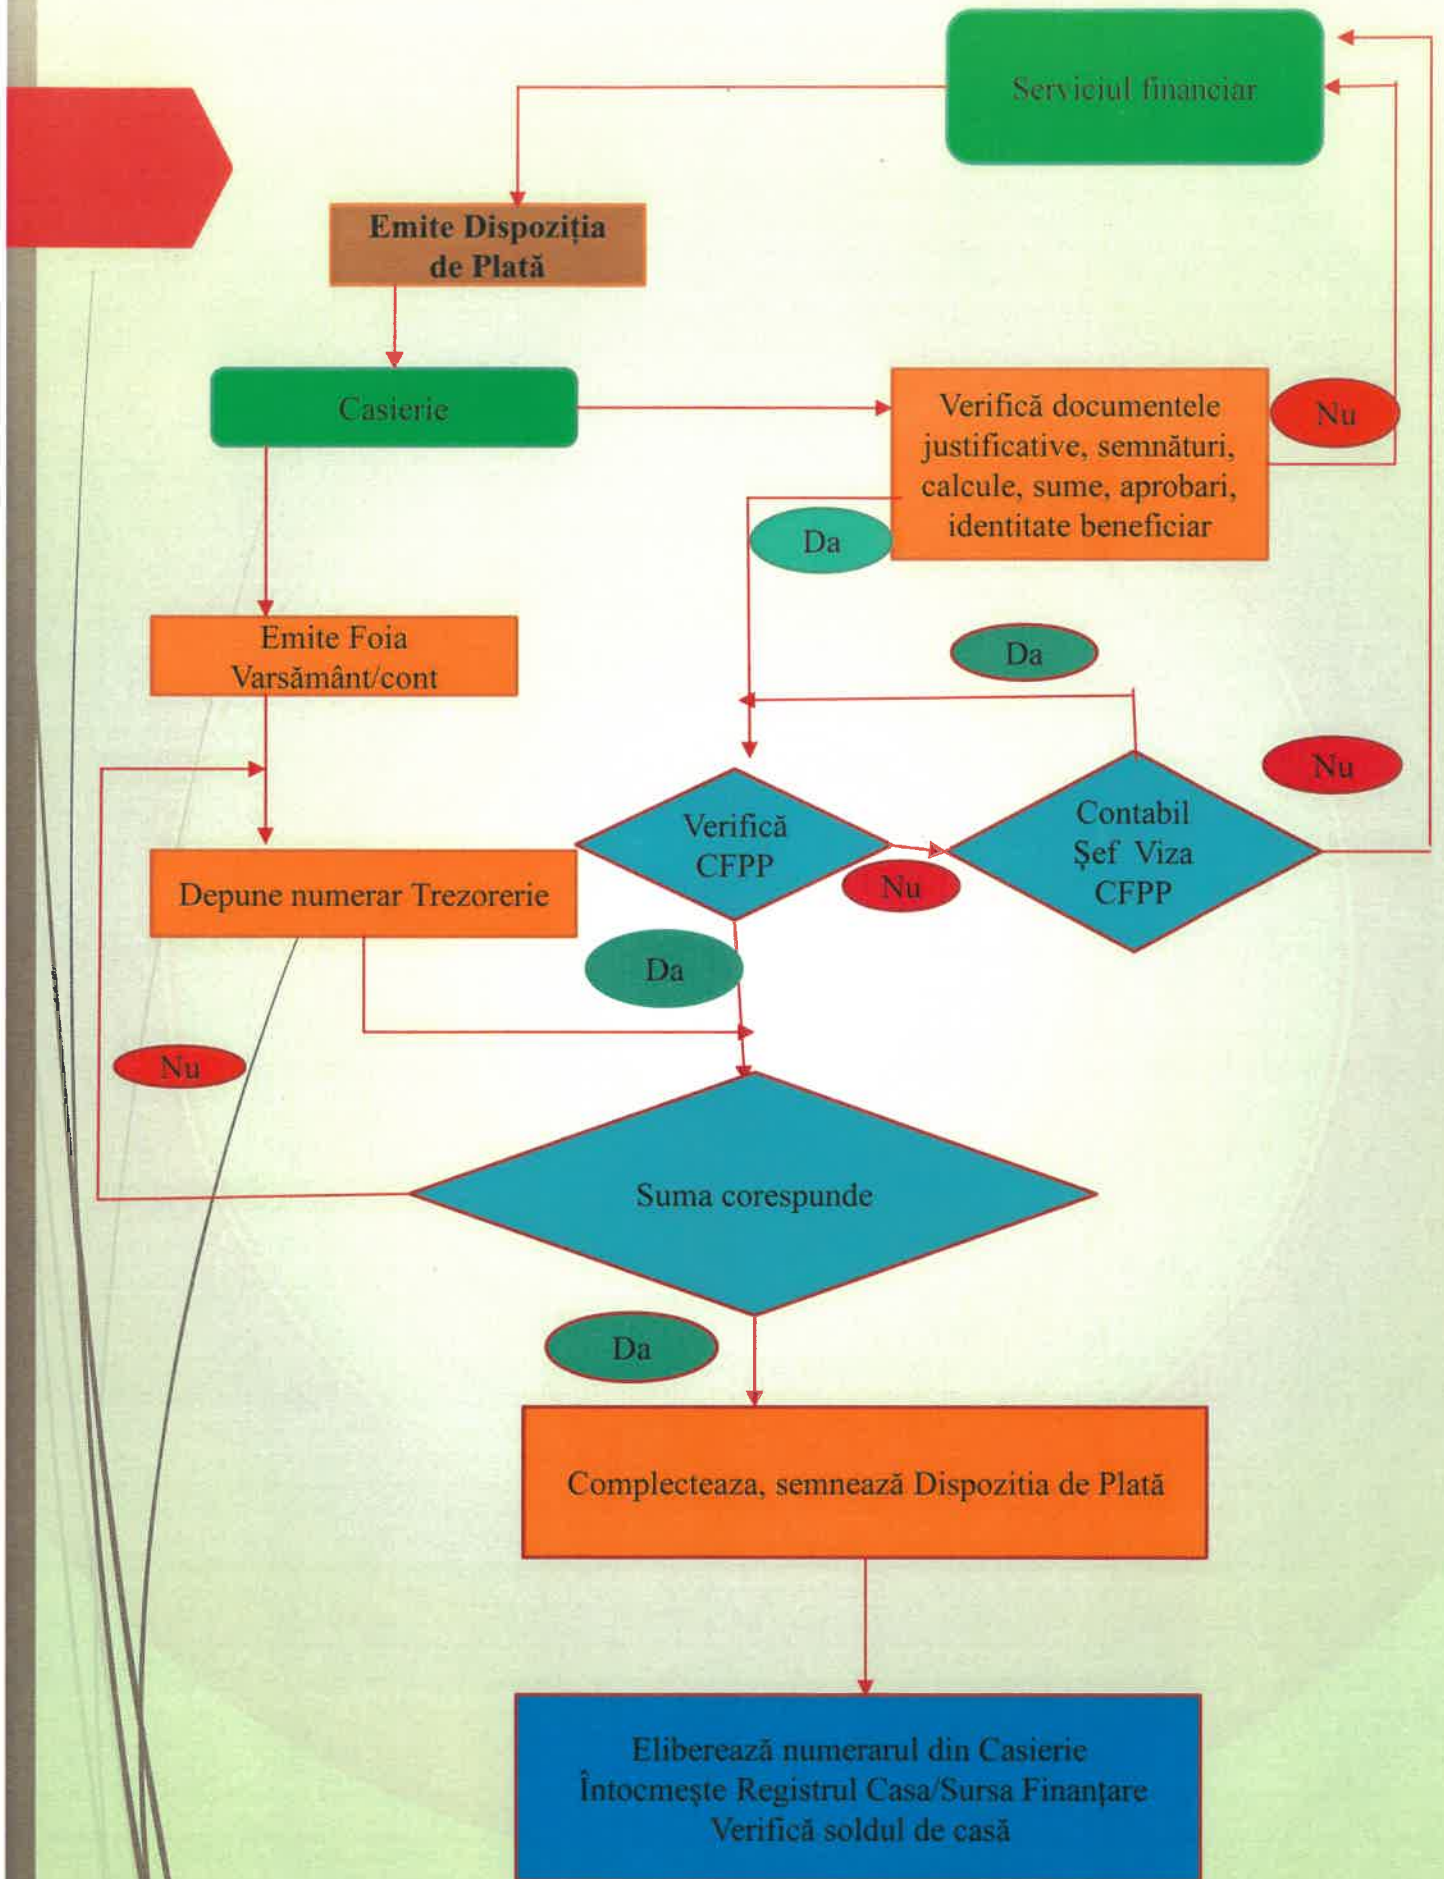 Serviciul financiar
Emite Dispoziția
de Plată
Casierie
Verifică documentele
justificative, semnături,
calcule, sume, aprobari,
identitate beneficiar
Nu
Da
Emite Foia
Varsământ/cont
Da
Nu
Verifică
CFPP
Contabil
Șef Viza
CFPP
Nu
Depune numerar Trezorerie
Da
Nu
Suma corespunde
Da
Complecteaza, semnează Dispozitia de Plată
Eliberează numerarul din Casierie
Întocmește Registrul Casa/Sursa Finanțare
Verifică soldul de casă